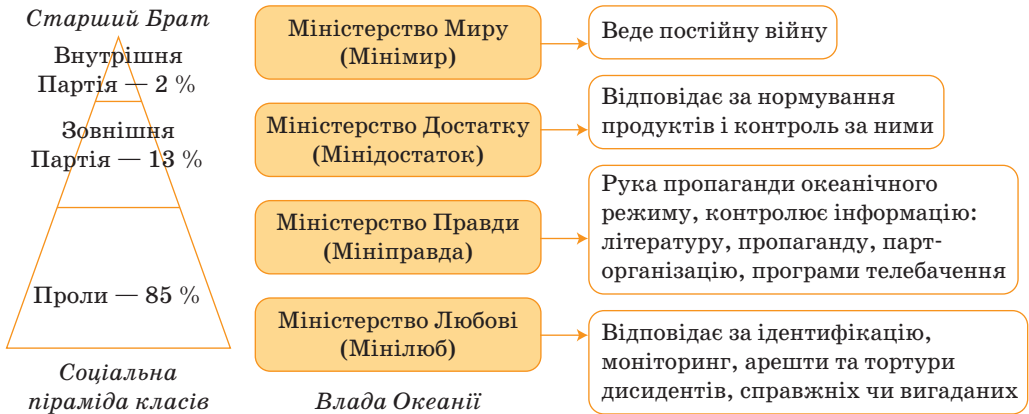 Старший Брат
Внутрішня
Партія — 2 %
Зовнішня
Партія — 13 %
Проли — 85 %
Соціальна
піраміда класів
Міністерство Миру
(Мінімир)
Веде постійну війну
Міністерство Достатку
(Мінідостаток)
Відповідає за нормування
продуктів і контроль за ними
Міністерство Правди
(Мініправда)
Рука пропаганди океанічного
режиму, контролює інформацію:
літературу, пропаганду, парт-
організацію, програми телебачення
Міністерство Любові
(Мінілюб)
Відповідає за ідентифікацію,
моніторинг, арешти та тортури
дисидентів, справжніх чи вигаданих
Влада Океанії